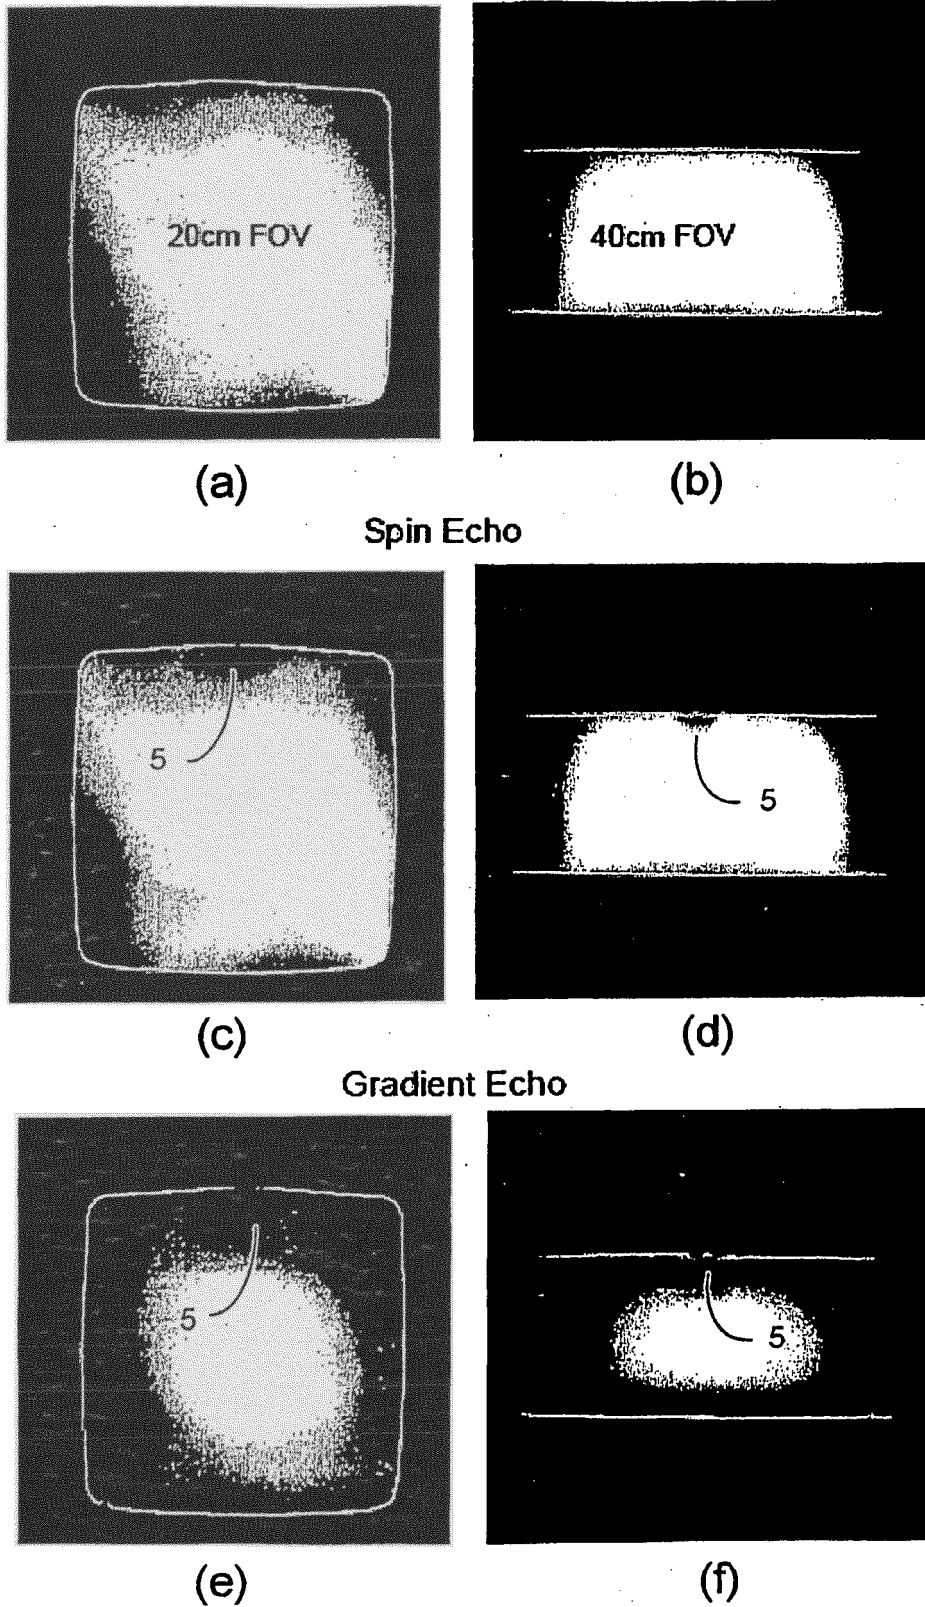 20cm FOV
40cm FOV
(a)
(b)
Spin Echo
5
5
(c)
(d)
Gradient Echo
5
5
(e)
(f)